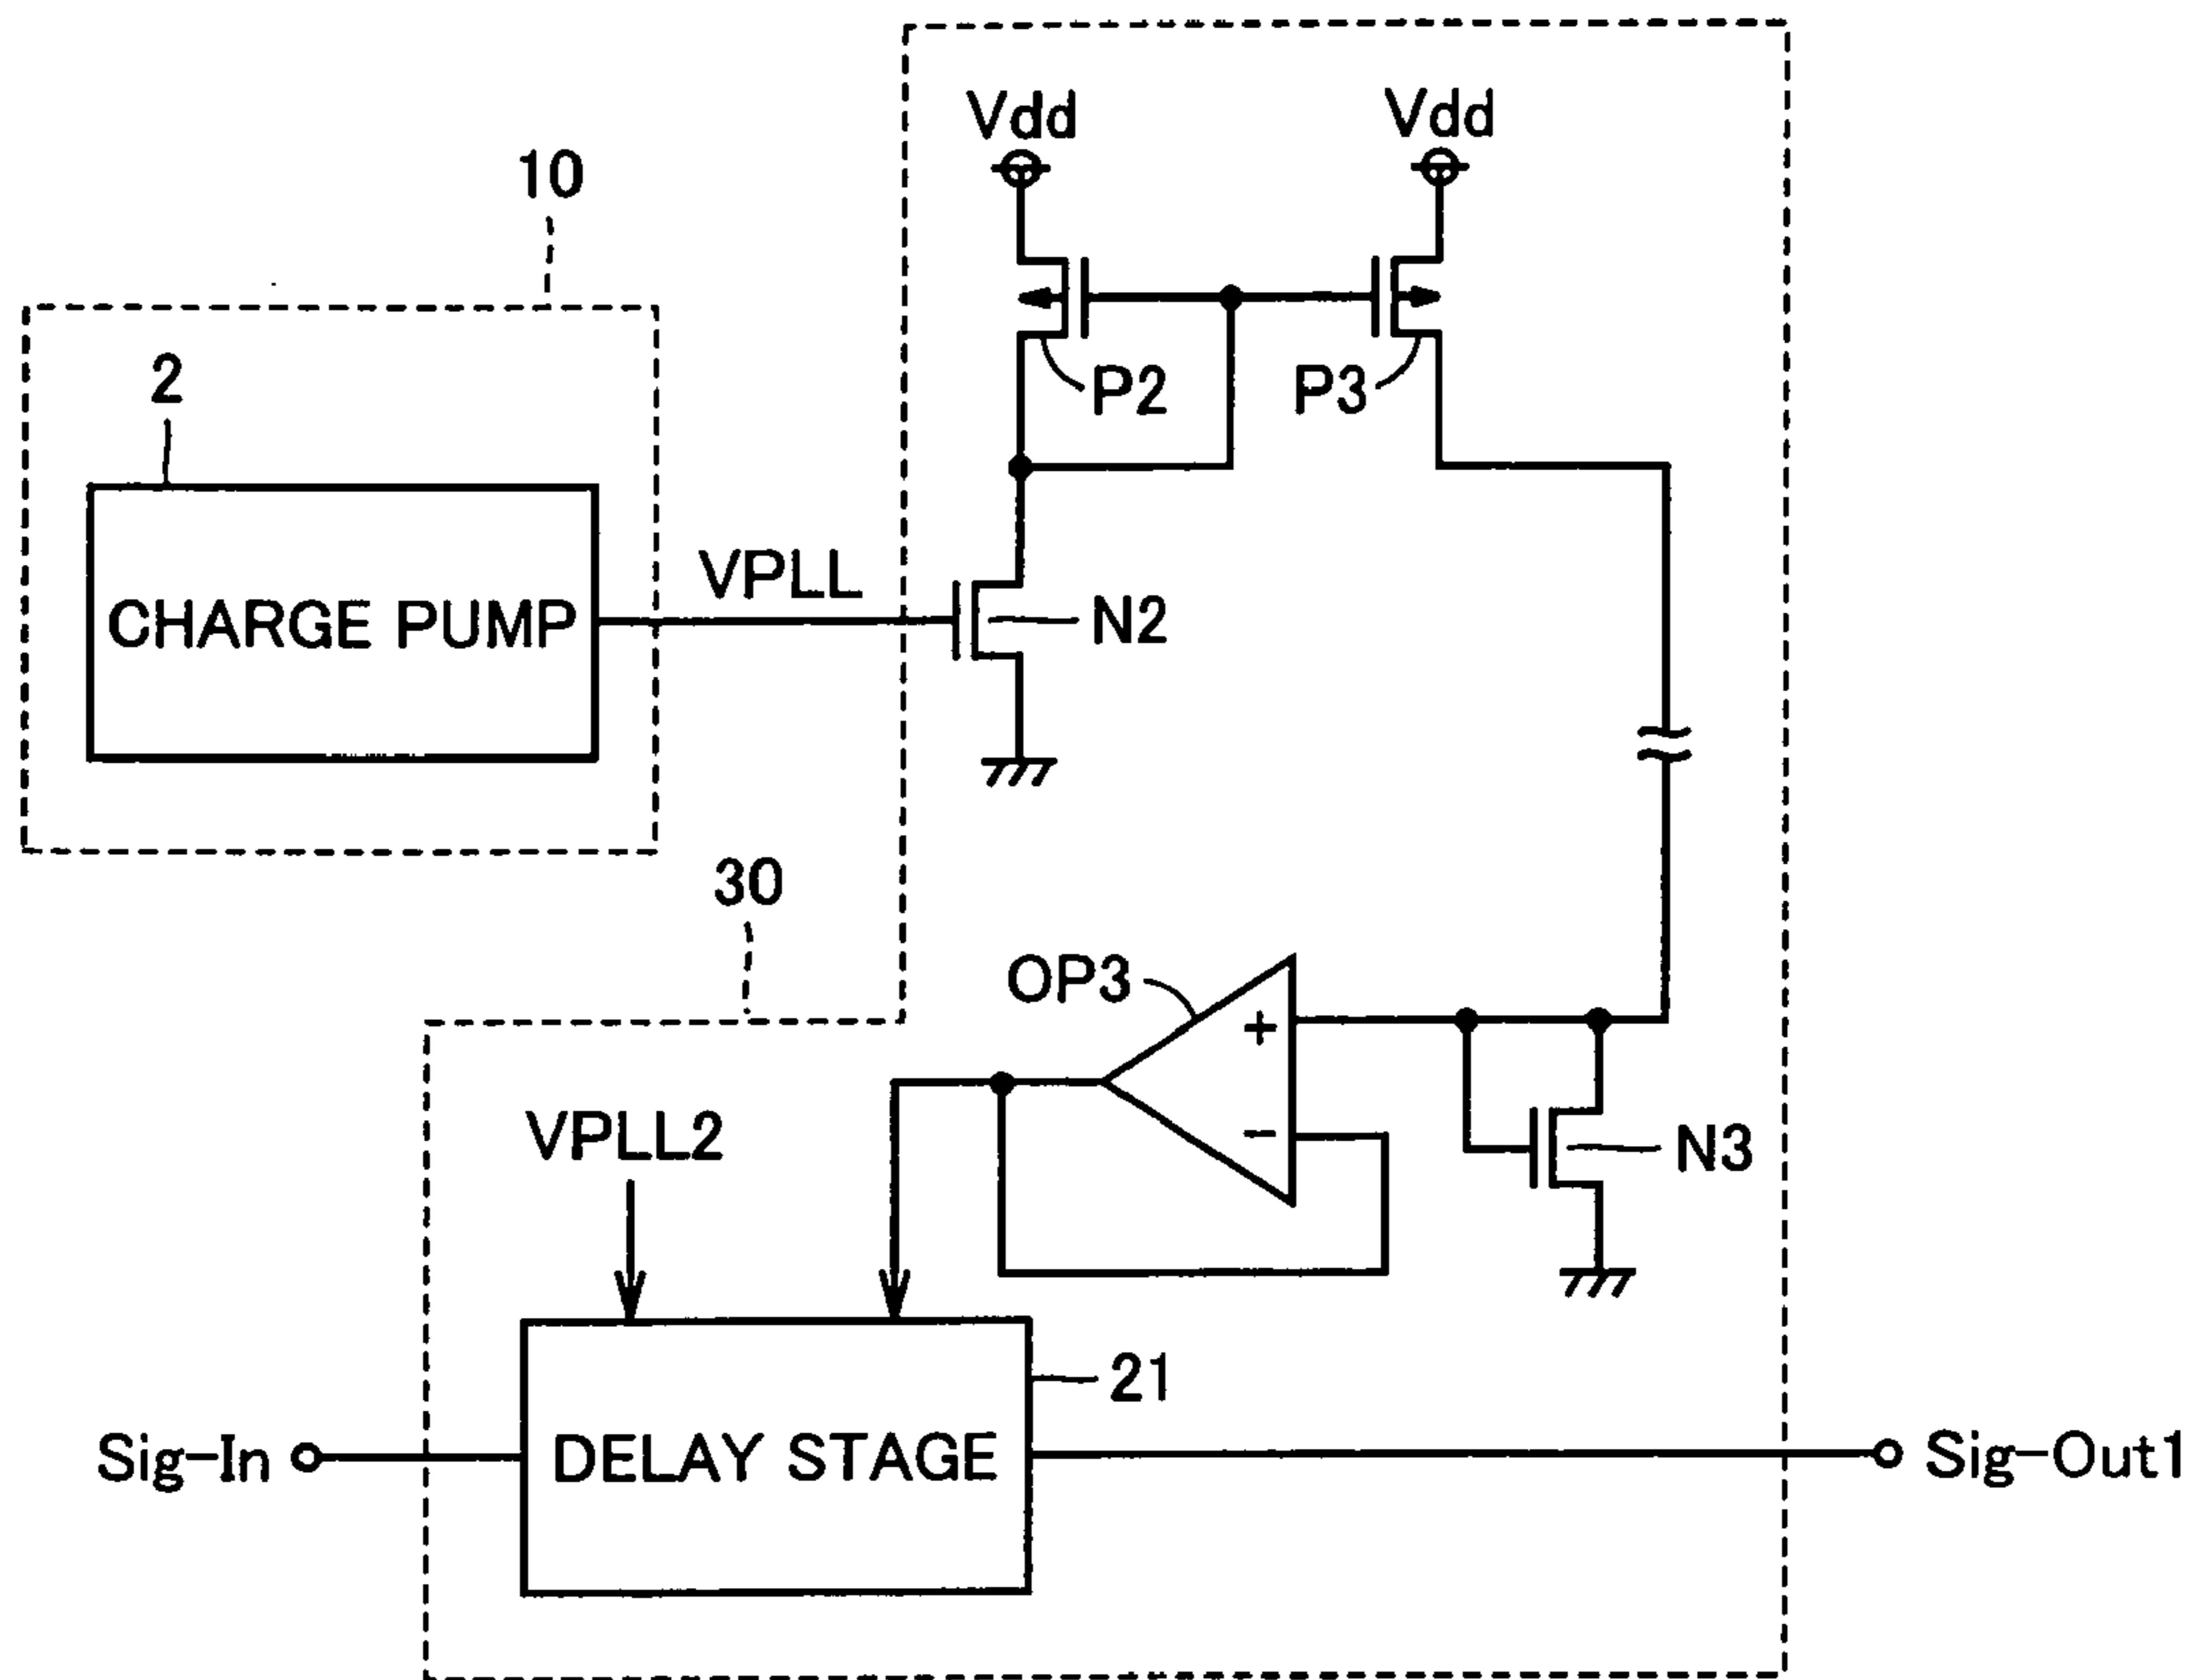 Vdd
Vdd
10
2
P2
P3
CHARGE PUMP
VPLL
N2
30
OP3
+
−
VPLL2
N3
21
Sig-In
DELAY STAGE
Sig-Out1